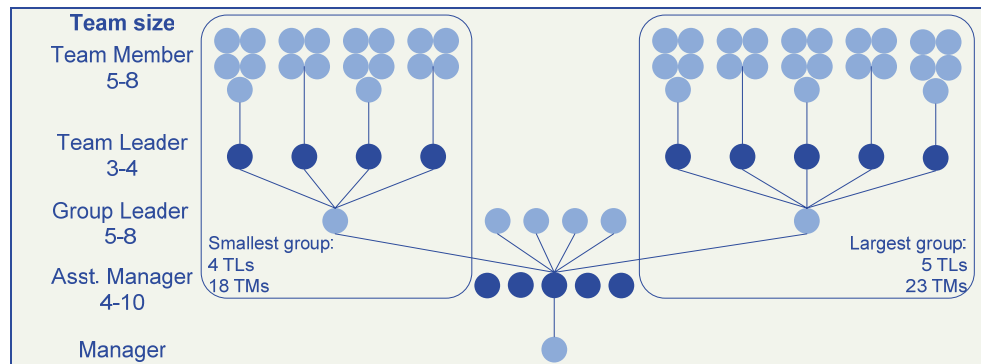 Team size
Team Member
5-8
Team Leader
3-4
Group Leader
5-8
Smallest group:
4 TLs
18 TMs
Largest group:
5 TLs
23 TMs
Asst. Manager
4-10
Manager